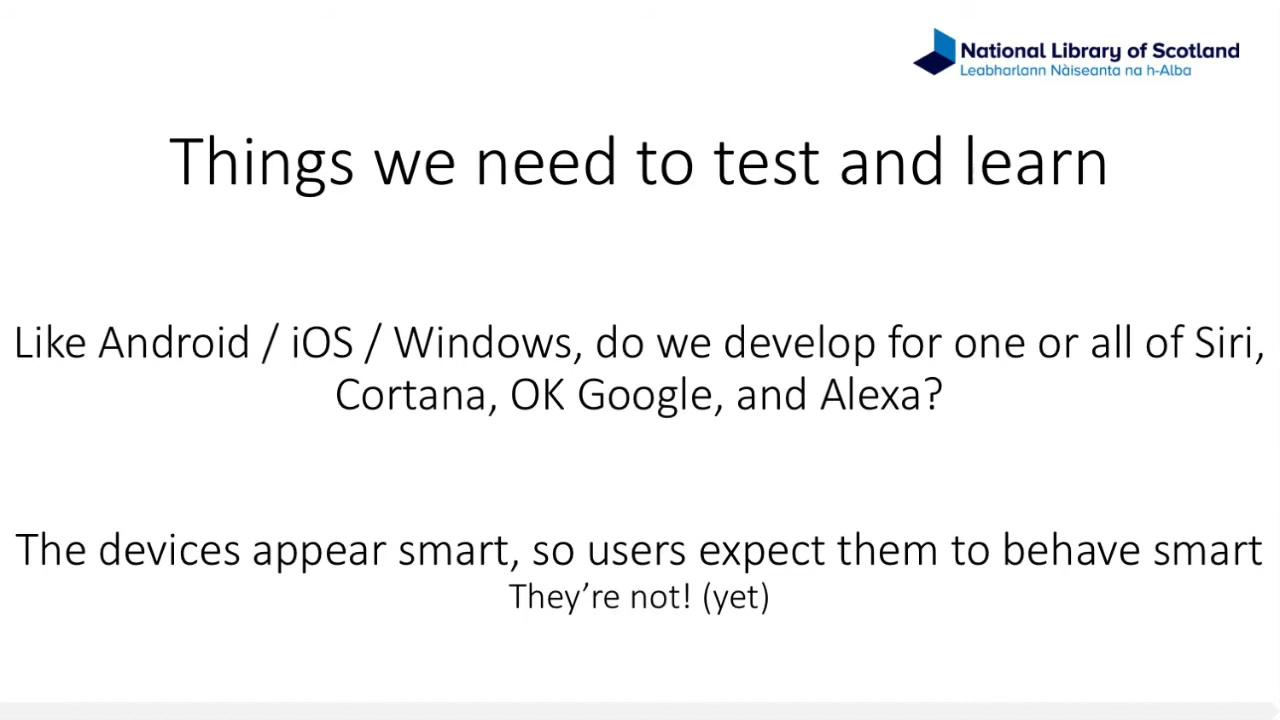 National Library of Scotland
Leabharlann Nàiseanta na h-Alba
Things we need to test and learn
Like Android / iOS / Windows, do we develop for one or all of Siri,
Cortana, OK Google, and Alexa?
The devices appear smart, so users expect them to behave smart
They’re not! (yet)